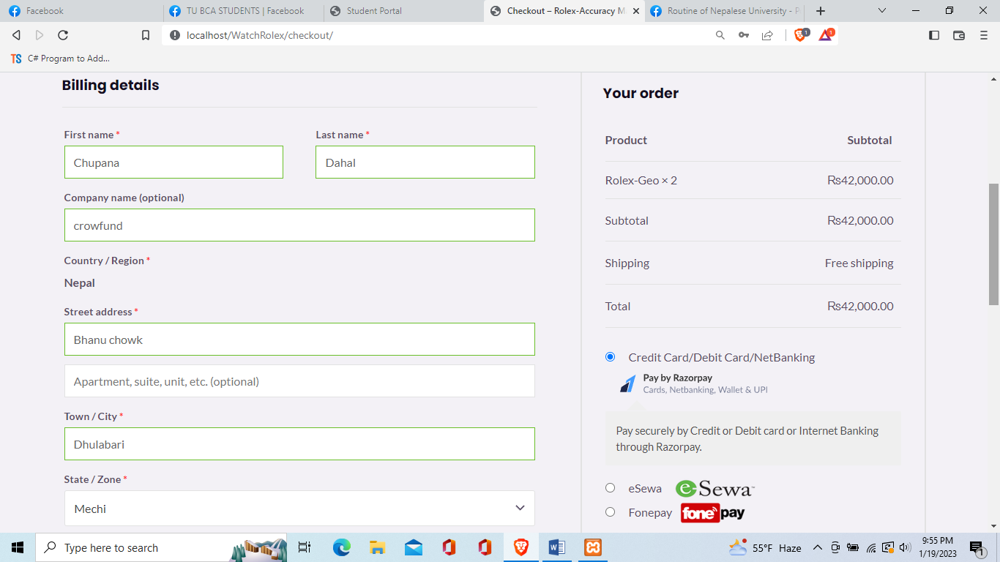 Facebook
TU BCA STUDENTS | Facebook
Student Portal
Checkout – Rolex-Accuracy M
Routine of Nepalese University - P
localhost/WatchRolex/checkout/
1
1
TS C# Program to Add...
Billing details
First name *
Last name *
Chupana
Dahal
Company name (optional)
crowfund
Country / Region *
Nepal
Street address *
Bhanu chowk
Apartment, suite, unit, etc. (optional)
Town / City *
Dhulabari
State / Zone *
Mechi
Your order
Product Subtotal
Rolex-Geo × 2 ₨42,000.00
Subtotal ₨42,000.00
Shipping Free shipping
Total ₨42,000.00
Credit Card/Debit Card/NetBanking
Pay by Razorpay
Cards, Netbanking, Wallet & UPI
Pay securely by Credit or Debit card or Internet Banking
through Razorpay.
eSewa e-Sewa™
Fonepay fonepay
Type here to search
55°F Haze
9:55 PM
1/19/2023
1